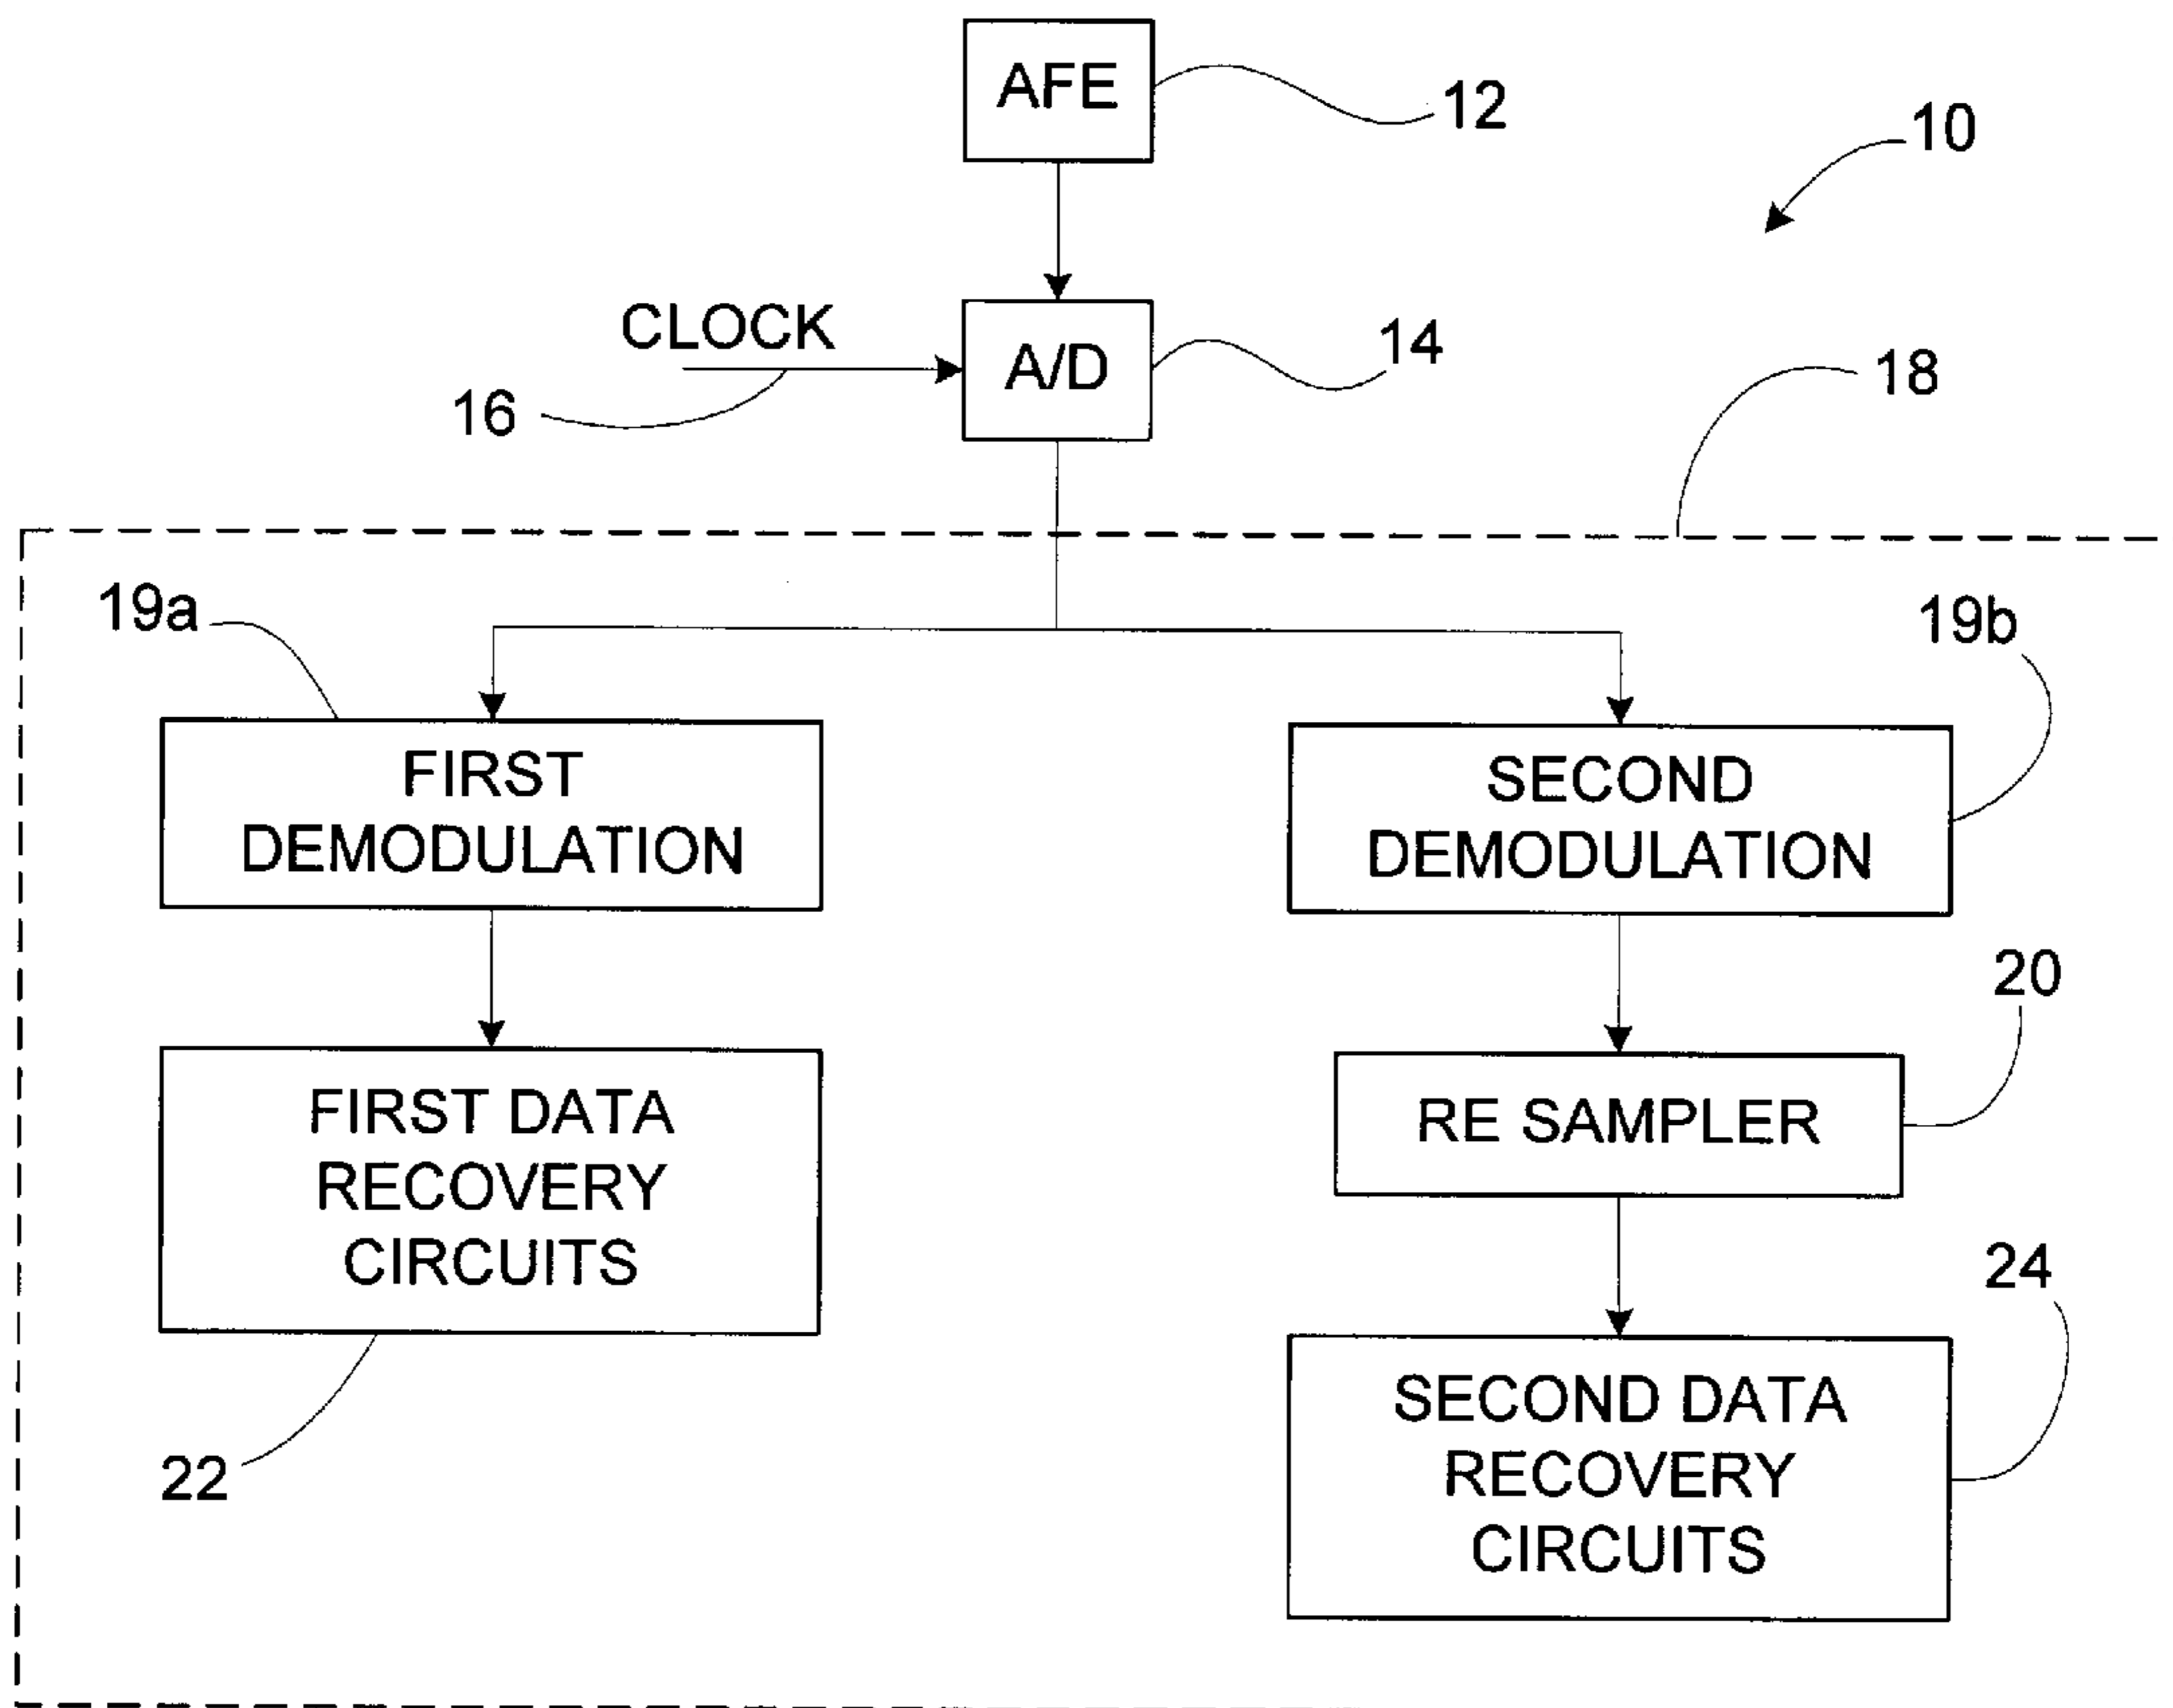 AFE
12
10
CLOCK
A/D
14
16
18
19a
19b
FIRST
DEMODULATION
SECOND
DEMODULATION
20
FIRST DATA
RECOVERY
CIRCUITS
RE SAMPLER
24
22
SECOND DATA
RECOVERY
CIRCUITS